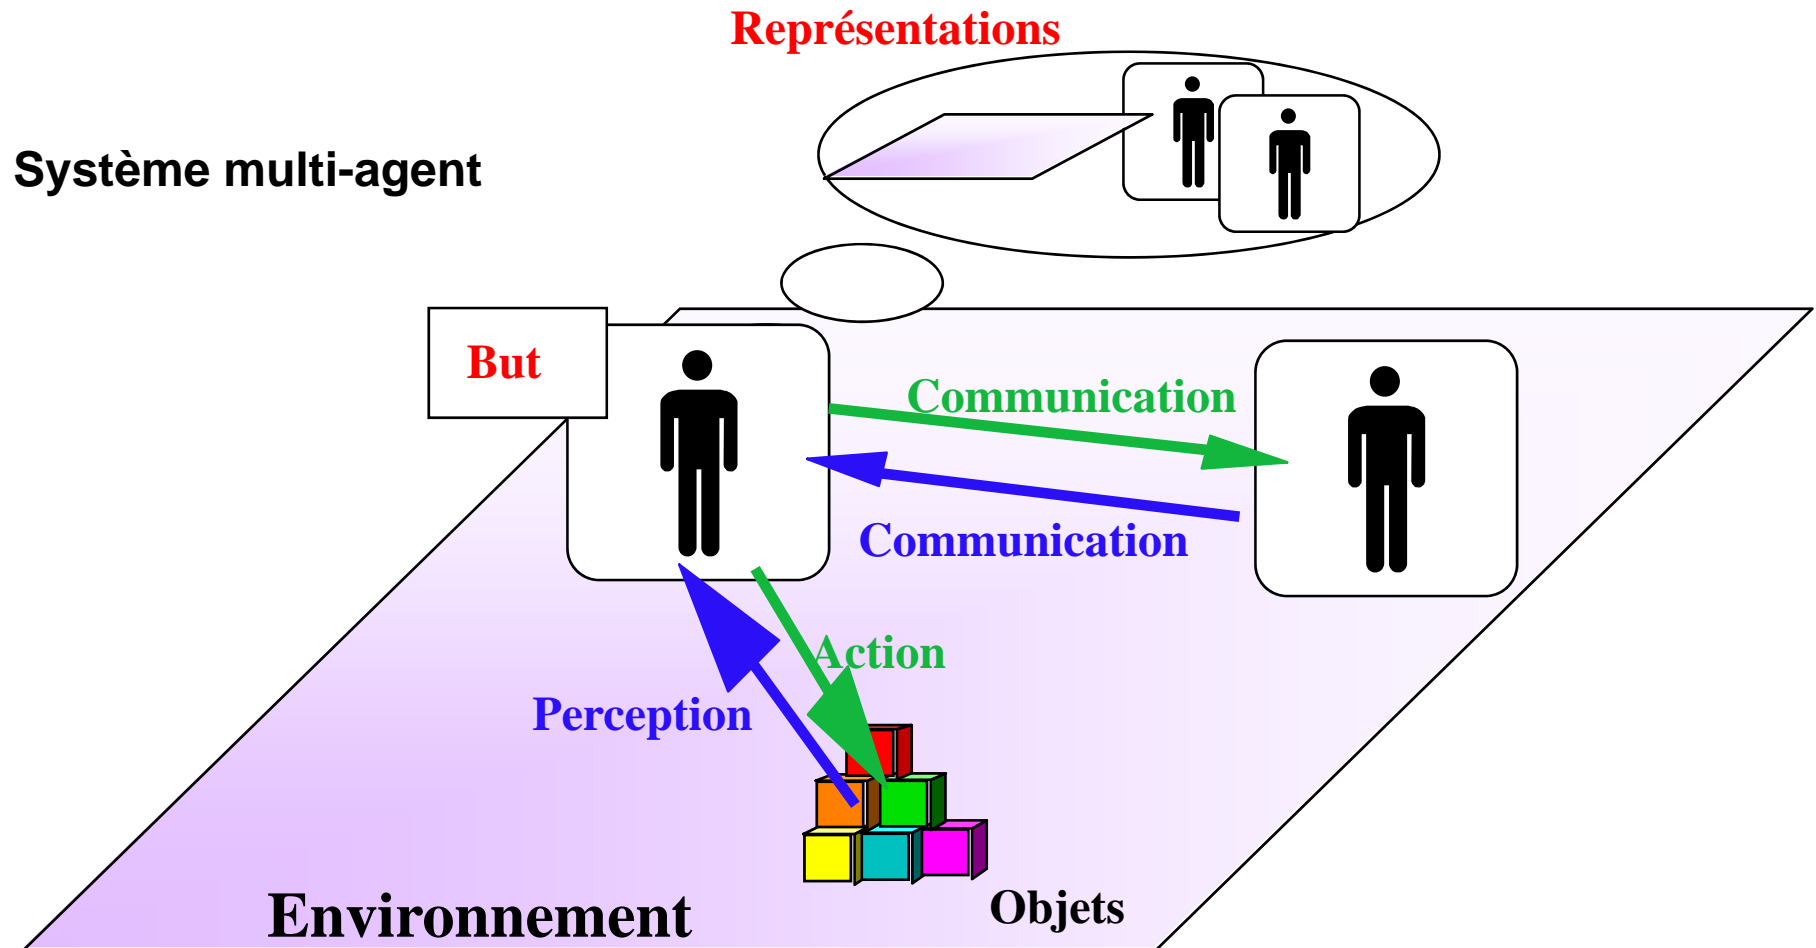 Représentations
Système multi-agent
But
Communication
Communication
Action
Perception
Environnement
Objets